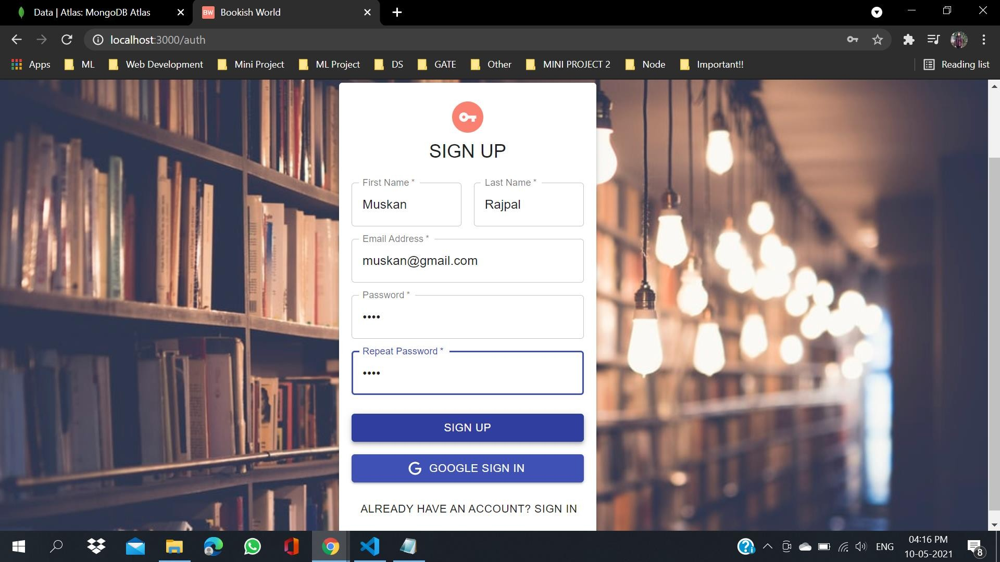 Data | Atlas: MongoDB Atlas
BW Bookish World
localhost:3000/auth
Apps ML Web Development Mini Project ML Project DS GATE Other MINI PROJECT 2 Node Important!! Reading list
SIGN UP
First Name * Last Name *
Muskan Rajpal
Email Address *
muskan@gmail.com
Password *
••••
Repeat Password *
••••
SIGN UP
G GOOGLE SIGN IN
ALREADY HAVE AN ACCOUNT? SIGN IN
ENG
04:16 PM
10-05-2021
8